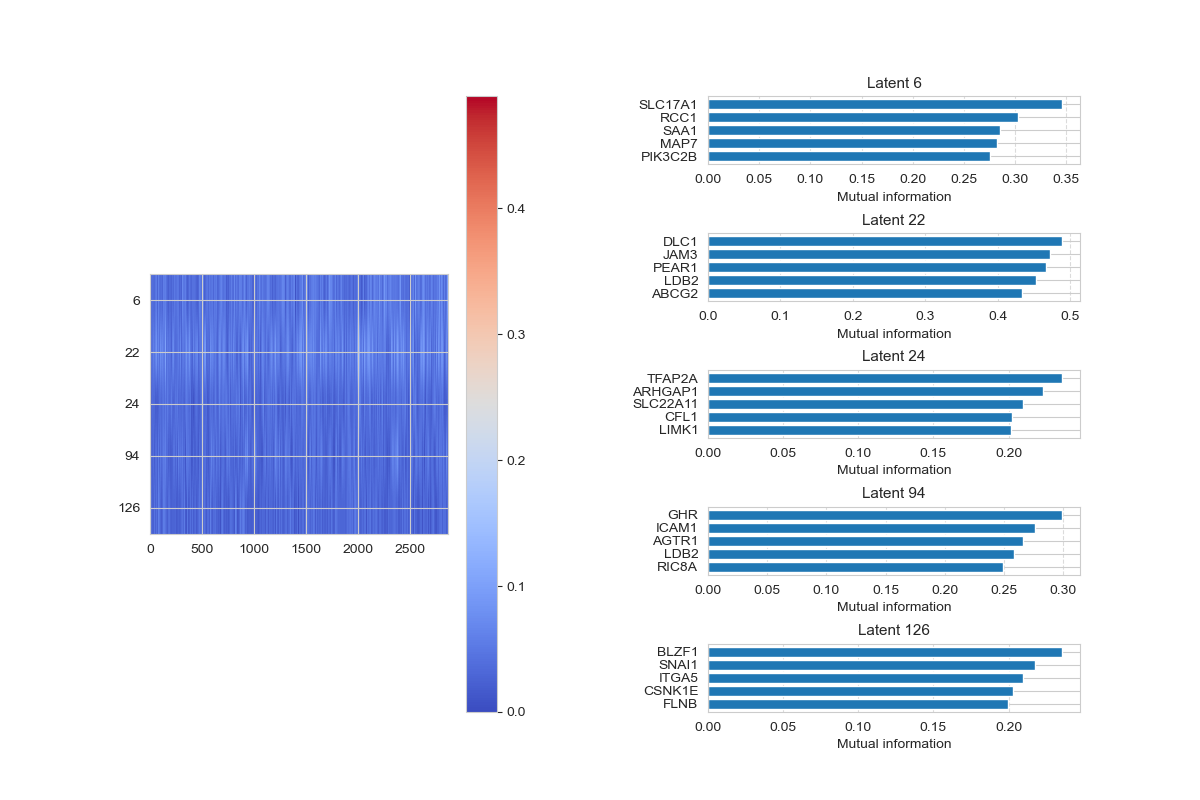 6
22
24
94
126
0 500 1000 1500 2000 2500
0.4
0.3
0.2
0.1
0.0
Latent 6
SLC17A1
RCC1
SAA1
MAP7
PIK3C2B
0.00 0.05 0.10 0.15 0.20 0.25 0.30 0.35
Mutual information
Latent 22
DLC1
JAM3
PEAR1
LDB2
ABCG2
0.0 0.1 0.2 0.3 0.4 0.5
Mutual information
Latent 24
TFAP2A
ARHGAP1
SLC22A11
CFL1
LIMK1
0.00 0.05 0.10 0.15 0.20
Mutual information
Latent 94
GHR
ICAM1
AGTR1
LDB2
RIC8A
0.00 0.05 0.10 0.15 0.20 0.25 0.30
Mutual information
Latent 126
BLZF1
SNAI1
ITGA5
CSNK1E
FLNB
0.00 0.05 0.10 0.15 0.20
Mutual information